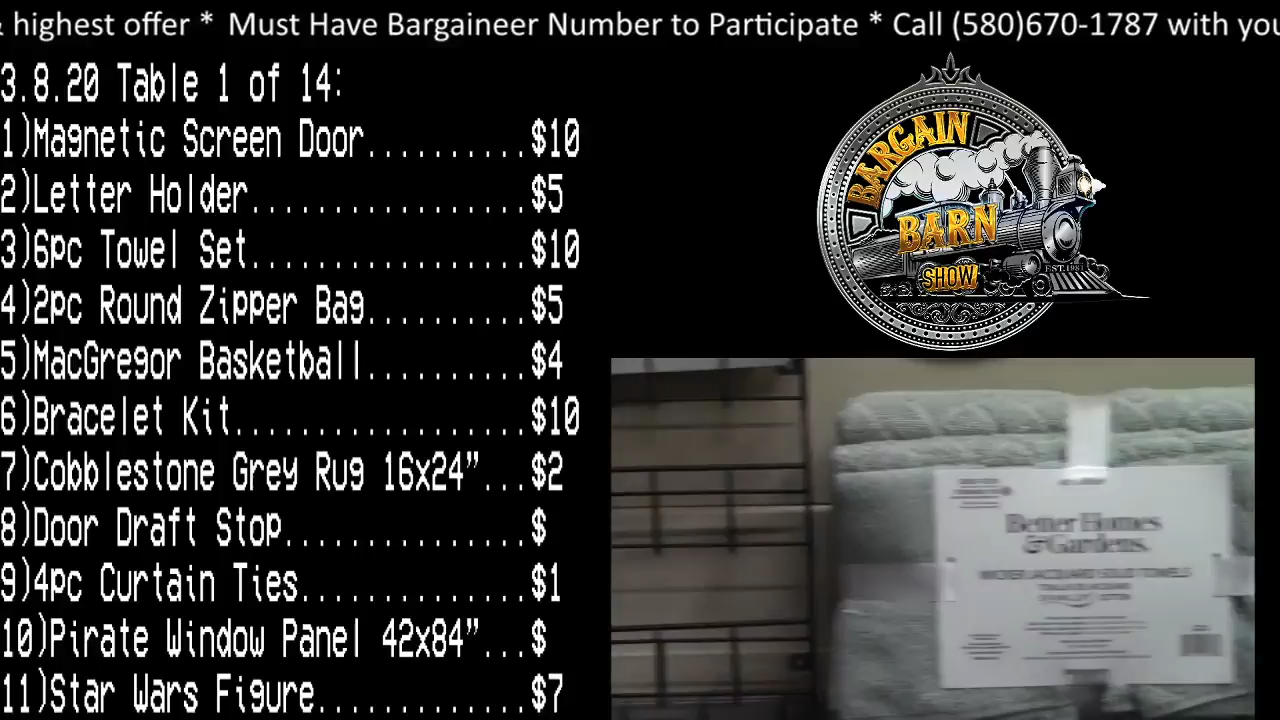 & highest offer * Must Have Bargaineer Number to Participate * Call (580)670-1787 with you
3.8.20 Table 1 of 14:
1)Magnetic Screen Door..........$10
2)Letter Holder.................$5
3)6pc Towel Set.................$10
4)2pc Round Zipper Bag..........$5
5)MacGregor Basketball..........$4
6)Bracelet Kit..................$10
7)Cobblestone Grey Rug 16x24”...$2
8)Door Draft Stop...............$
9)4pc Curtain Ties..............$1
10)Pirate Window Panel 42x84”...$
11)Star Wars Figure.............$7
BARGAIN
BARN
SHOW
Better Homes
& Gardens.